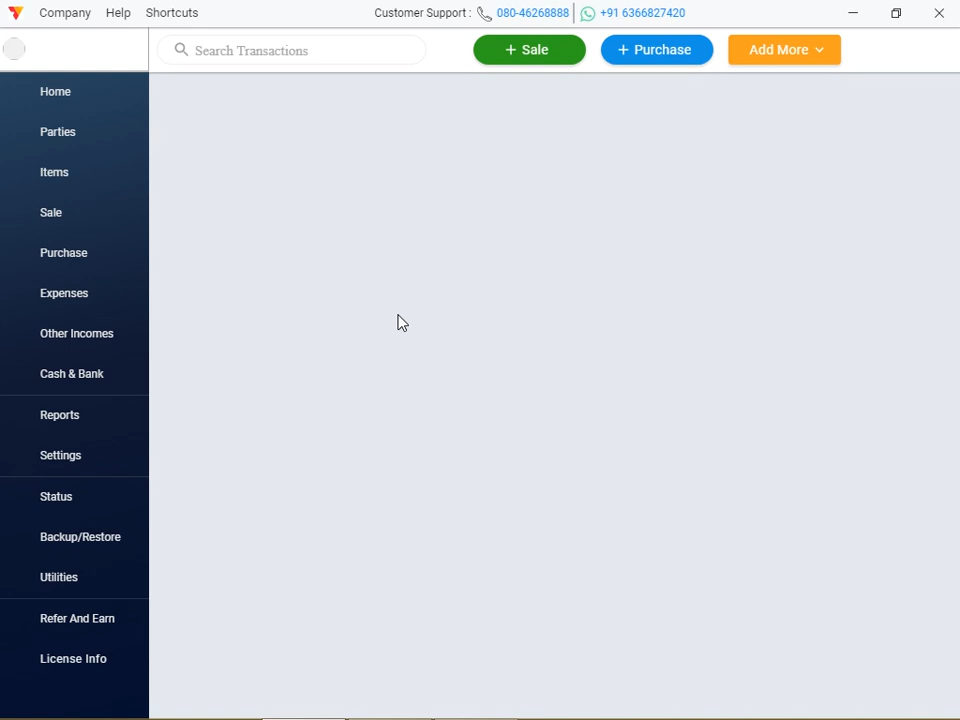 Company Help Shortcuts Customer Support : 080-46268888 +91 6366827420
Search Transactions + Sale + Purchase Add More
Home
Parties
Items
Sale
Purchase
Expenses
Other Incomes
Cash & Bank
Reports
Settings
Status
Backup/Restore
Utilities
Refer And Earn
License Info